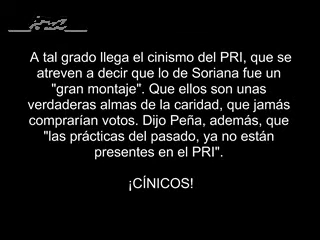 A tal grado llega el cinismo del PRI, que se
atreven a decir que lo de Soriana fue un
"gran montaje". Que ellos son unas
verdaderas almas de la caridad, que jamás
comprarían votos. Dijo Peña, además, que
"las prácticas del pasado, ya no están
presentes en el PRI".
¡CÍNICOS!